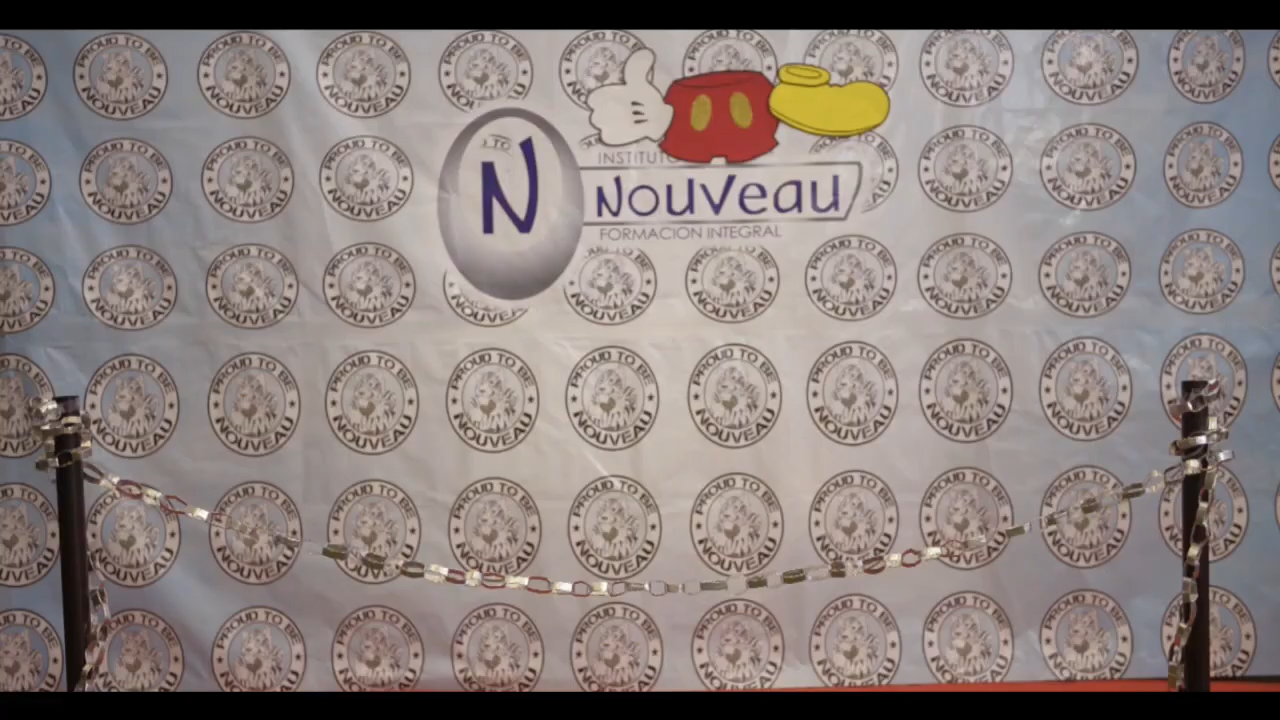 PROUD TO BE
NOUVEAU
N
INSTITUTO
Nouveau
FORMACION INTEGRAL